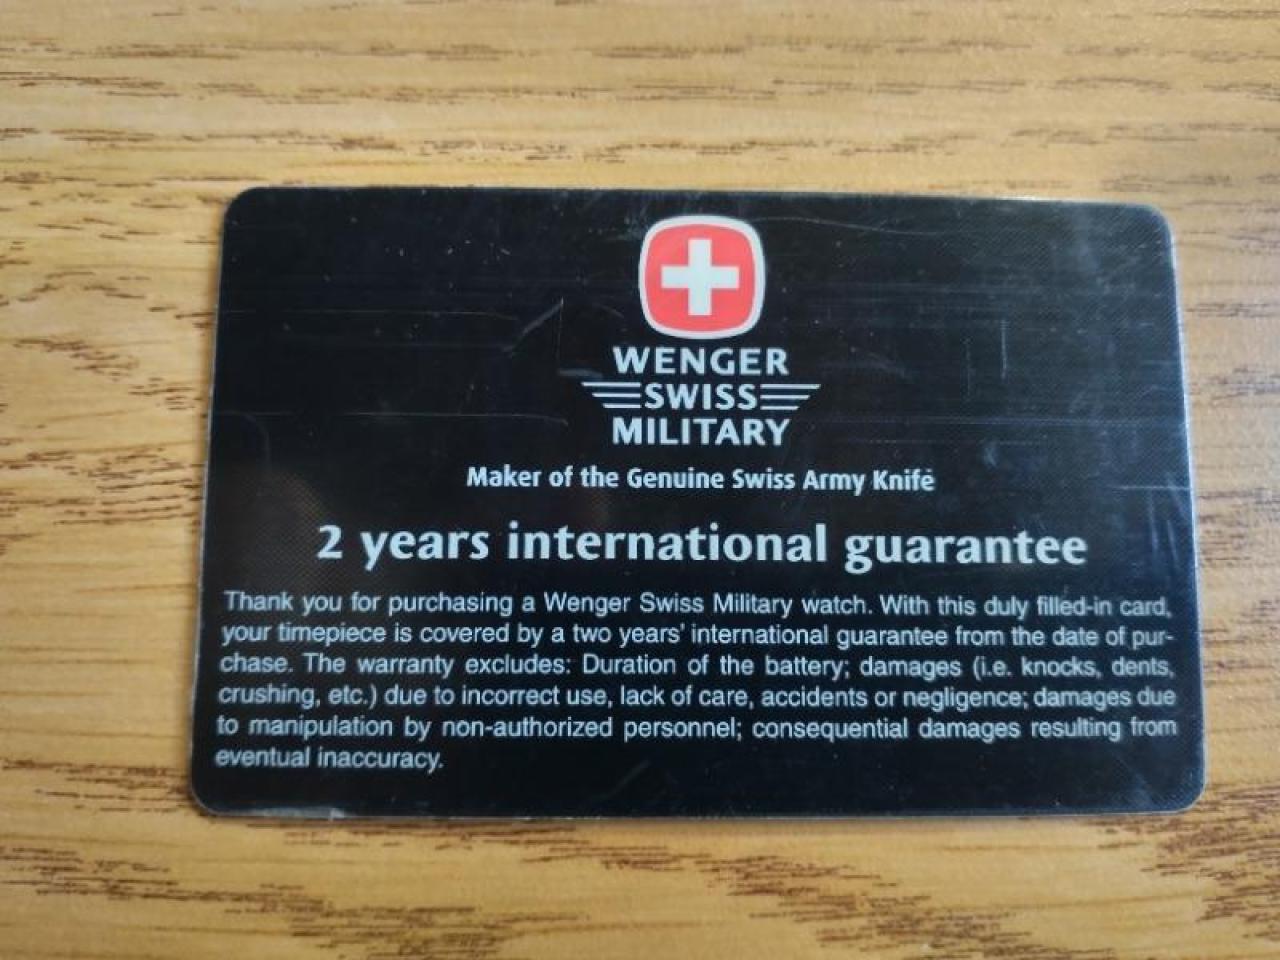 WENGER
SWISS
MILITARY
Maker of the Genuine Swiss Army Knife
2 years international guarantee
Thank you for purchasing a Wenger Swiss Military watch. With this duly filled-in card,
your timepiece is covered by a two years' international guarantee from the date of pur-
chase. The warranty excludes: Duration of the battery; damages (i.e. knocks, dents,
crushing, etc.) due to incorrect use, lack of care, accidents or negligence; damages due
to manipulation by non-authorized personnel; consequential damages resulting from
eventual inaccuracy.